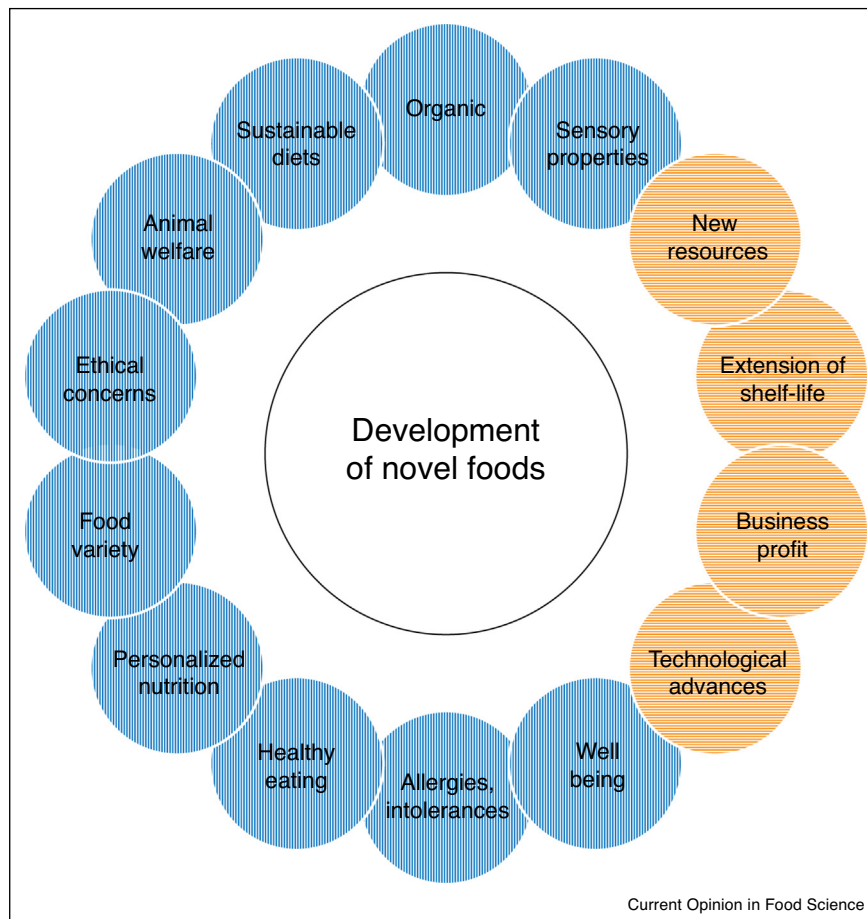 Organic
Sensory
properties
New
resources
Extension of
shelf-life
Business
profit
Technological
advances
Well
being
Allergies,
intolerances
Healthy
eating
Personalized
nutrition
Food
variety
Ethical
concerns
Animal
welfare
Sustainable
diets
Development
of novel foods
Current Opinion in Food Science